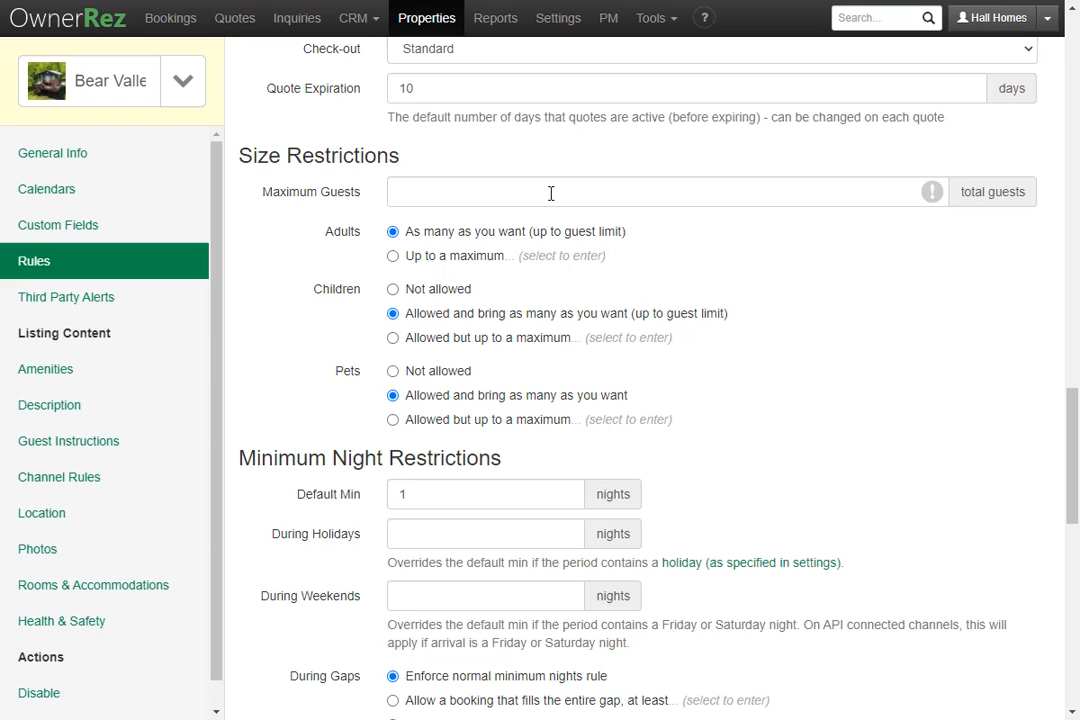 OwnerRez
Bookings Quotes Inquiries CRM Properties Reports Settings PM Tools ? Search... Hall Homes
Bear Valle
General Info
Calendars
Custom Fields
Rules
Third Party Alerts
Listing Content
Amenities
Description
Guest Instructions
Channel Rules
Location
Photos
Rooms & Accommodations
Health & Safety
Actions
Disable
Check-out Standard
Quote Expiration 10 days
The default number of days that quotes are active (before expiring) - can be changed on each quote
Size Restrictions
Maximum Guests total guests
Adults As many as you want (up to guest limit)
Up to a maximum... (select to enter)
Children Not allowed
Allowed and bring as many as you want (up to guest limit)
Allowed but up to a maximum... (select to enter)
Pets Not allowed
Allowed and bring as many as you want
Allowed but up to a maximum... (select to enter)
Minimum Night Restrictions
Default Min 1 nights
During Holidays nights
Overrides the default min if the period contains a holiday (as specified in settings).
During Weekends nights
Overrides the default min if the period contains a Friday or Saturday night. On API connected channels, this will
apply if arrival is a Friday or Saturday night.
During Gaps Enforce normal minimum nights rule
Allow a booking that fills the entire gap, at least... (select to enter)